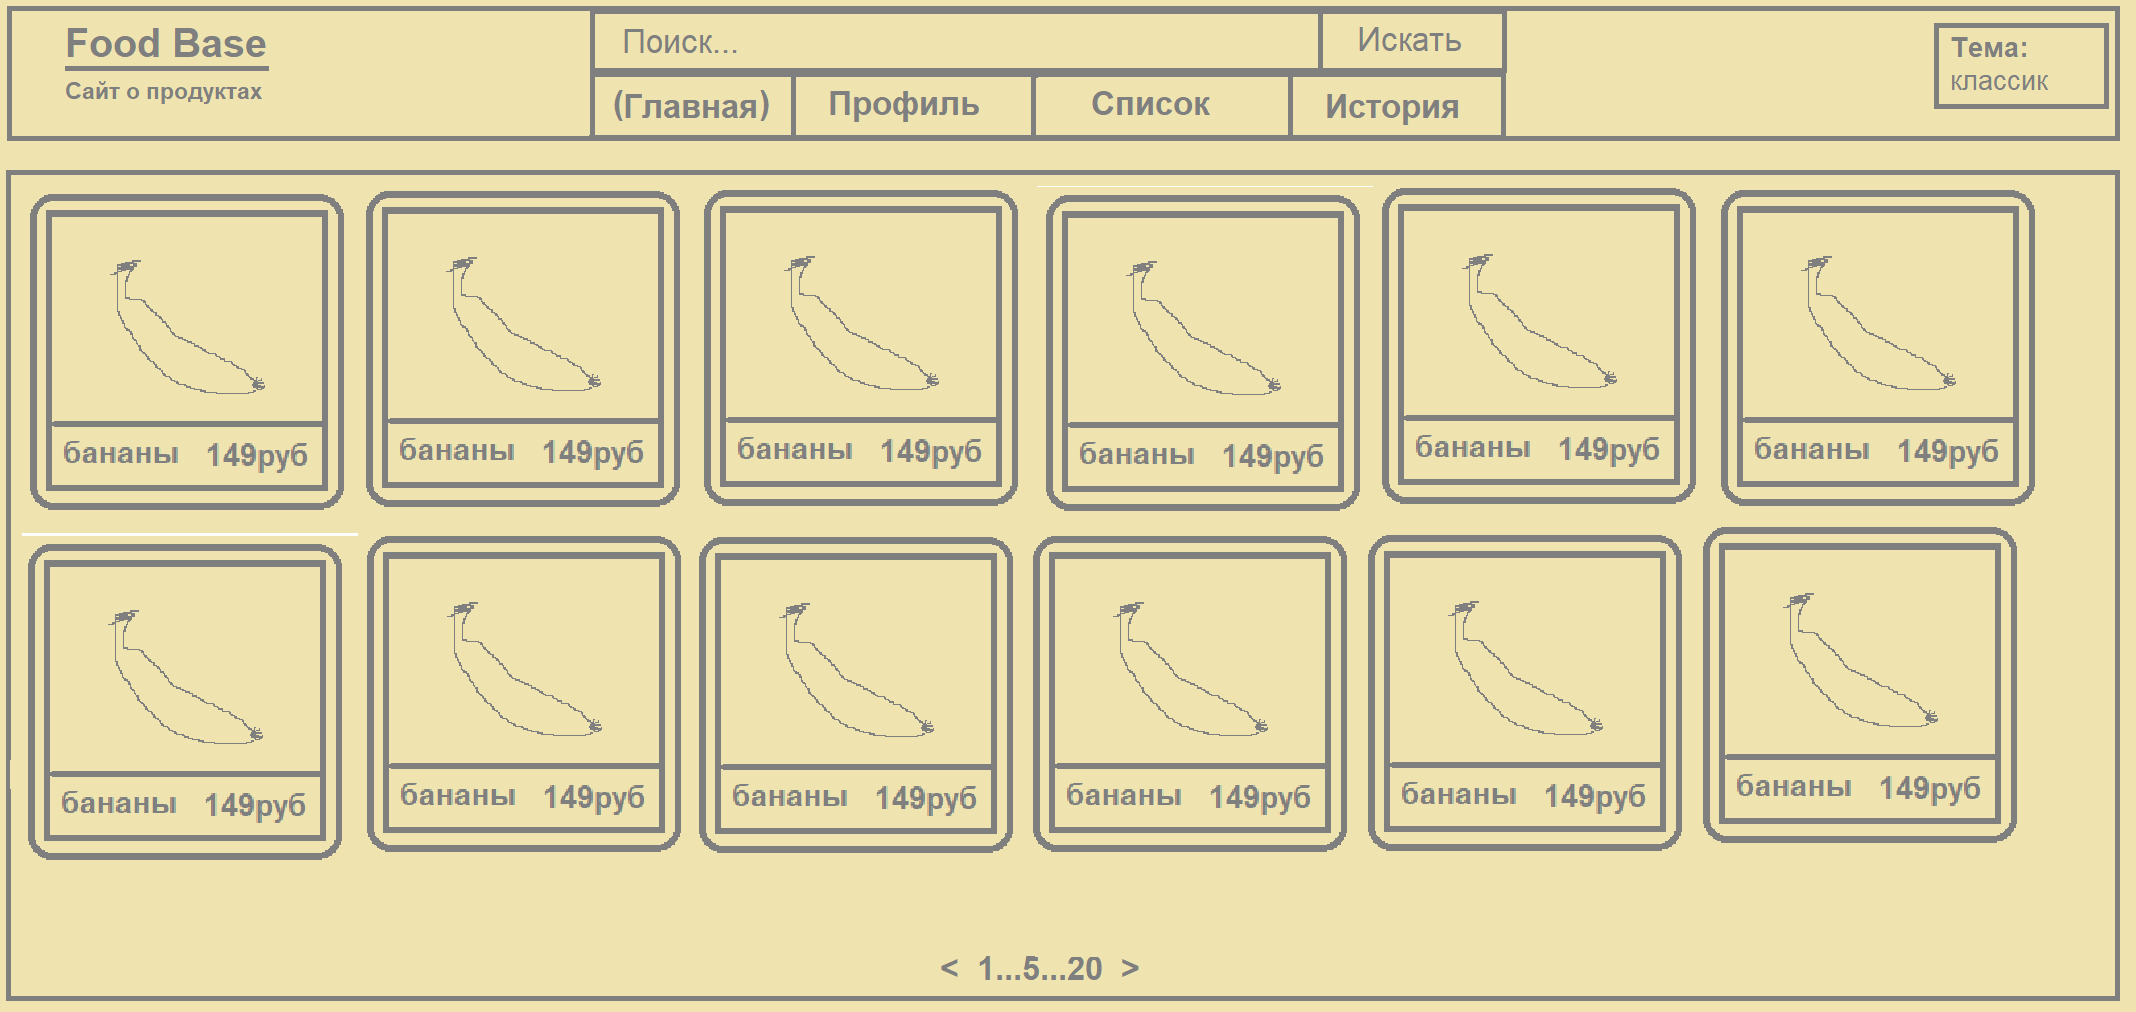 Food Base
Сайт о продуктах
Поиск... Искать
(Главная) Профиль Список История
Тема:
классик
бананы 149руб бананы 149руб бананы 149руб бананы 149руб бананы 149руб бананы 149руб
бананы 149руб бананы 149руб бананы 149руб бананы 149руб бананы 149руб бананы 149руб
< 1...5...20 >